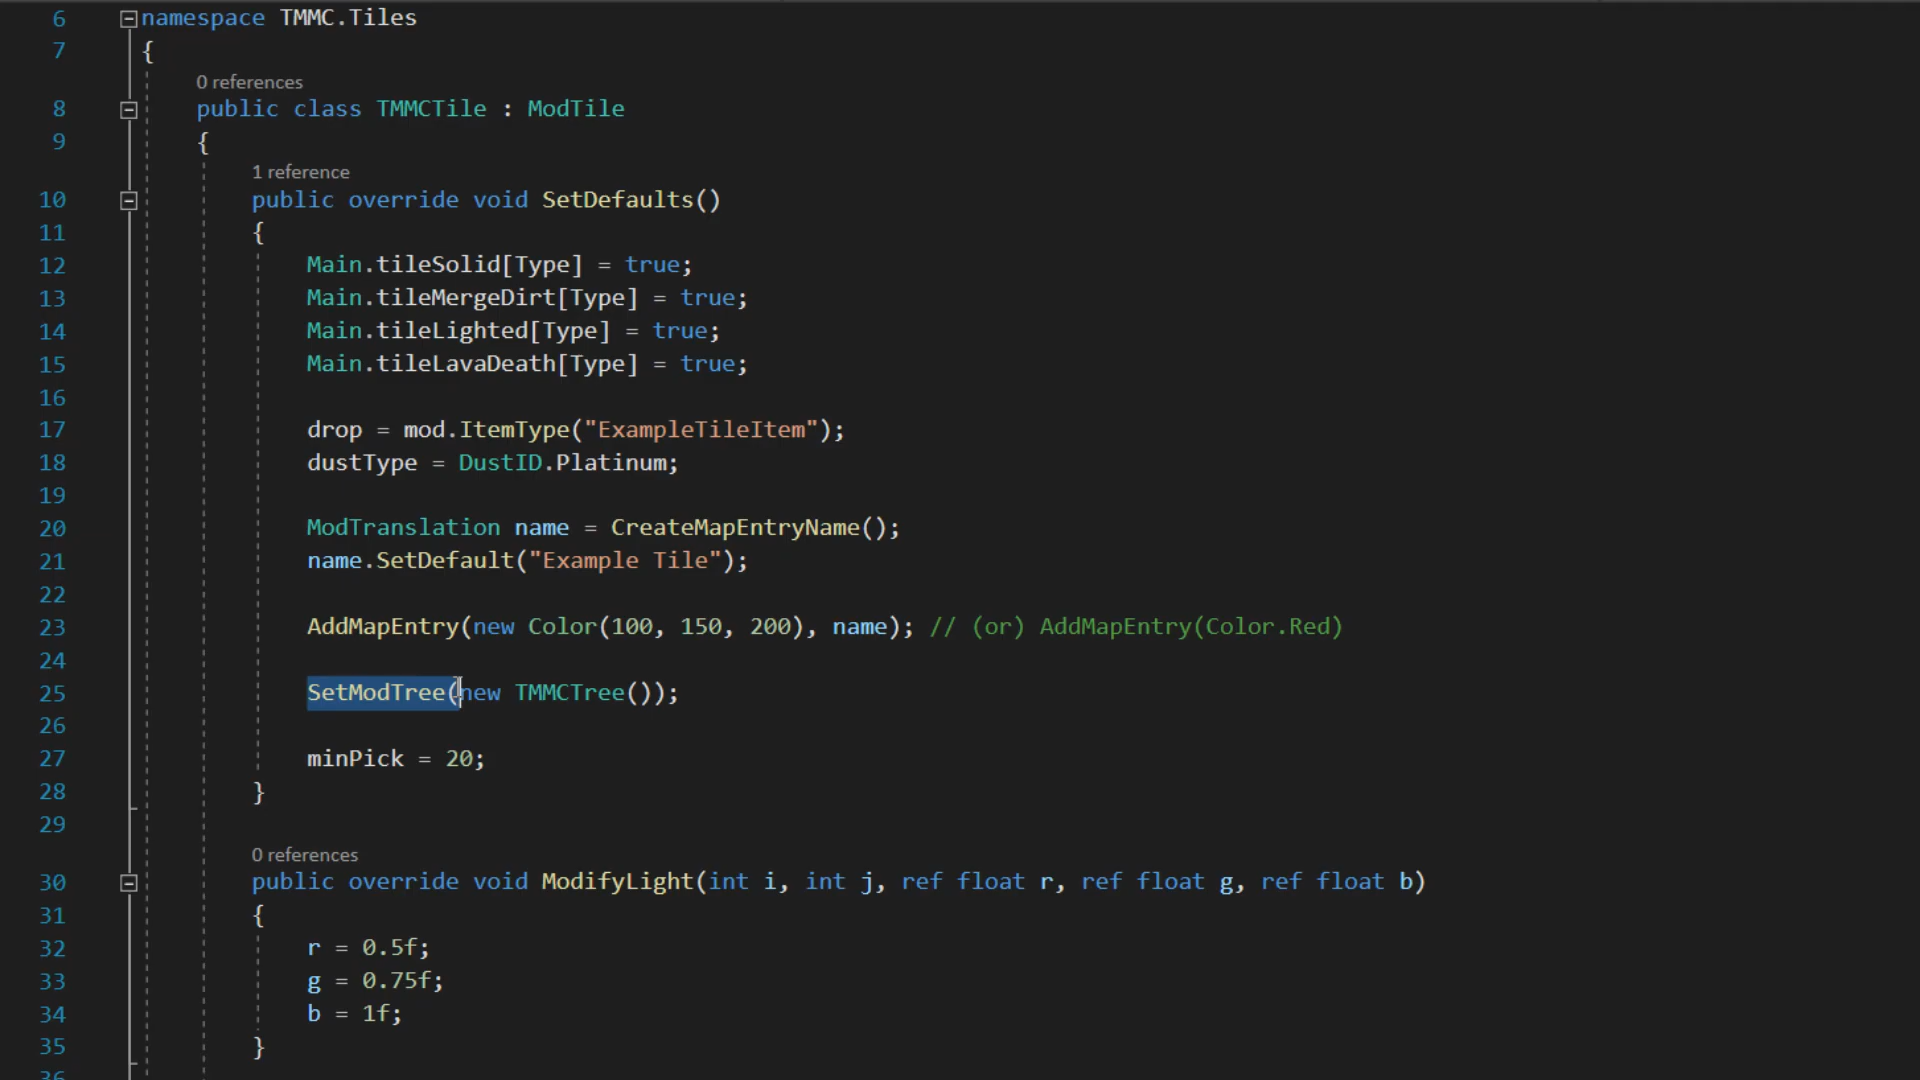 6 namespace TMMC.Tiles
7 {
0 references
8 public class TMMCTile : ModTile
9 {
1 reference
10 public override void SetDefaults()
11 {
12 Main.tileSolid[Type] = true;
13 Main.tileMergeDirt[Type] = true;
14 Main.tileLighted[Type] = true;
15 Main.tileLavaDeath[Type] = true;
16
17 drop = mod.ItemType("ExampleTileItem");
18 dustType = DustID.Platinum;
19
20 ModTranslation name = CreateMapEntryName();
21 name.SetDefault("Example Tile");
22
23 AddMapEntry(new Color(100, 150, 200), name); // (or) AddMapEntry(Color.Red)
24
25 SetModTree(new TMMCTree());
26
27 minPick = 20;
28 }
29
0 references
30 public override void ModifyLight(int i, int j, ref float r, ref float g, ref float b)
31 {
32 r = 0.5f;
33 g = 0.75f;
34 b = 1f;
35 }
36